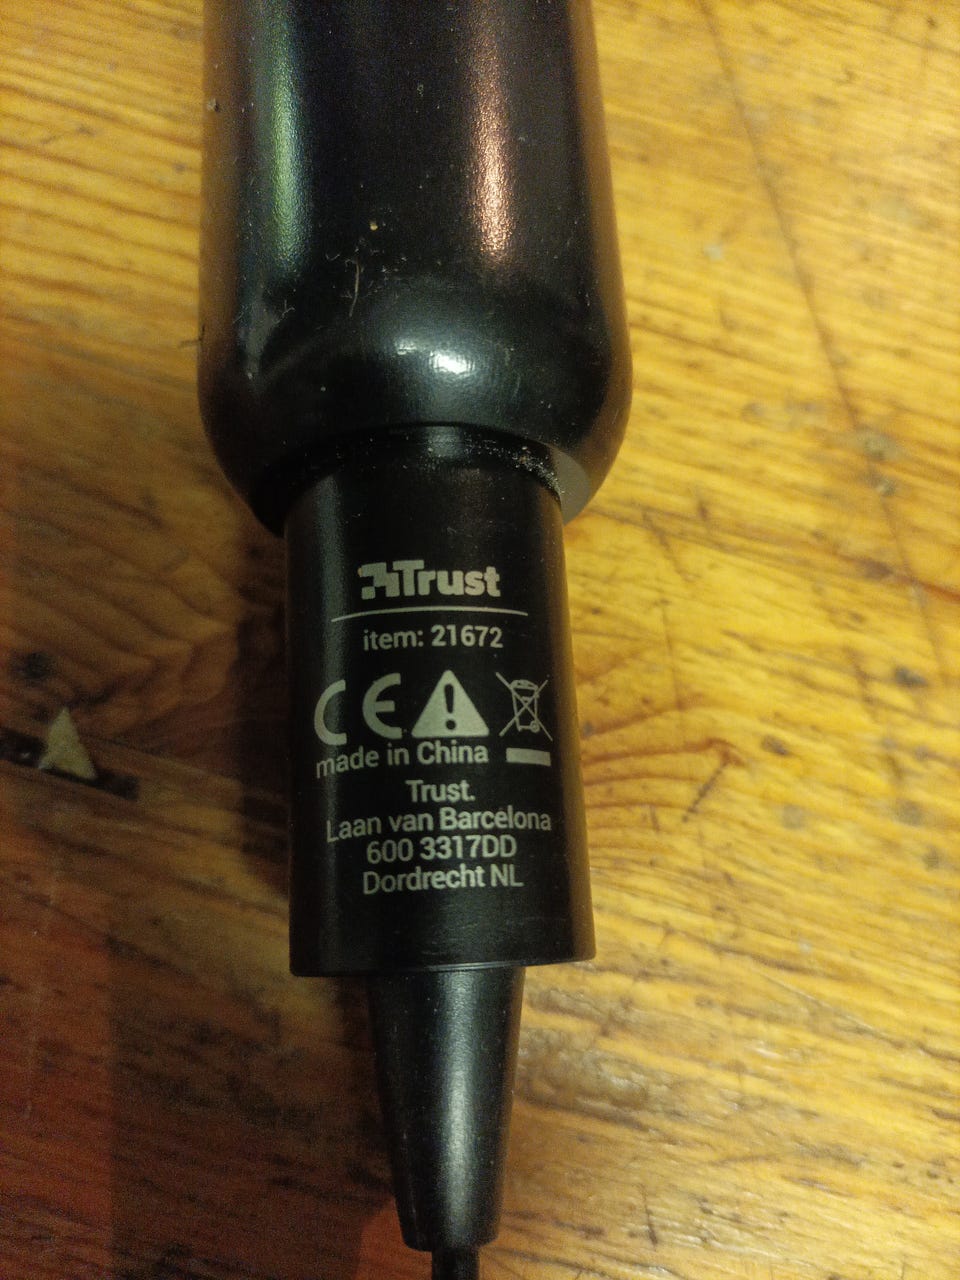 Trust
item: 21672
CE
made in China
Trust.
Laan van Barcelona
600 3317DD
Dordrecht NL